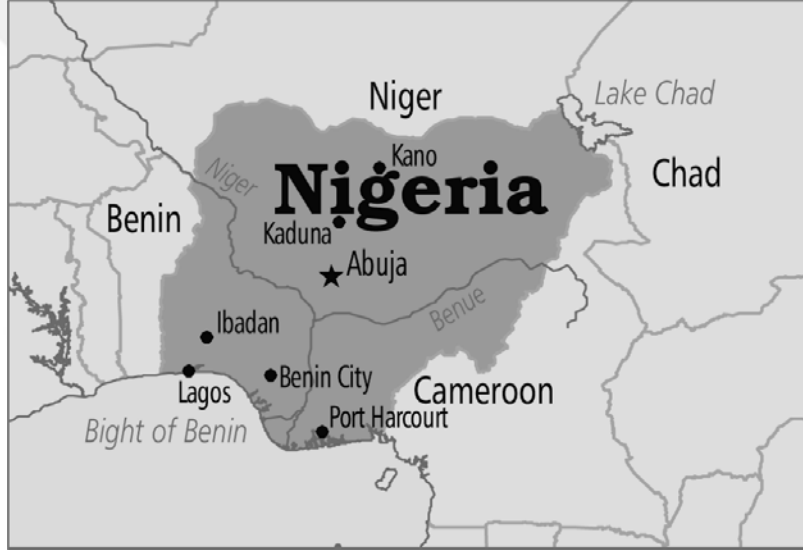 Niger
Lake Chad
Kano
Niger
Nigeria
Chad
Benin
Kaduna
Abuja
Benue
Ibadan
Benin City
Lagos
Cameroon
Port Harcourt
Bight of Benin